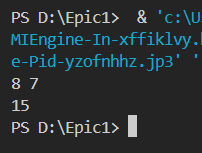 PS D:\Epic1>  & 'c:\U
MIEngine-In-xffiklvy.
e-Pid-yzofnhhz.jp3' '
8 7
15
PS D:\Epic1>